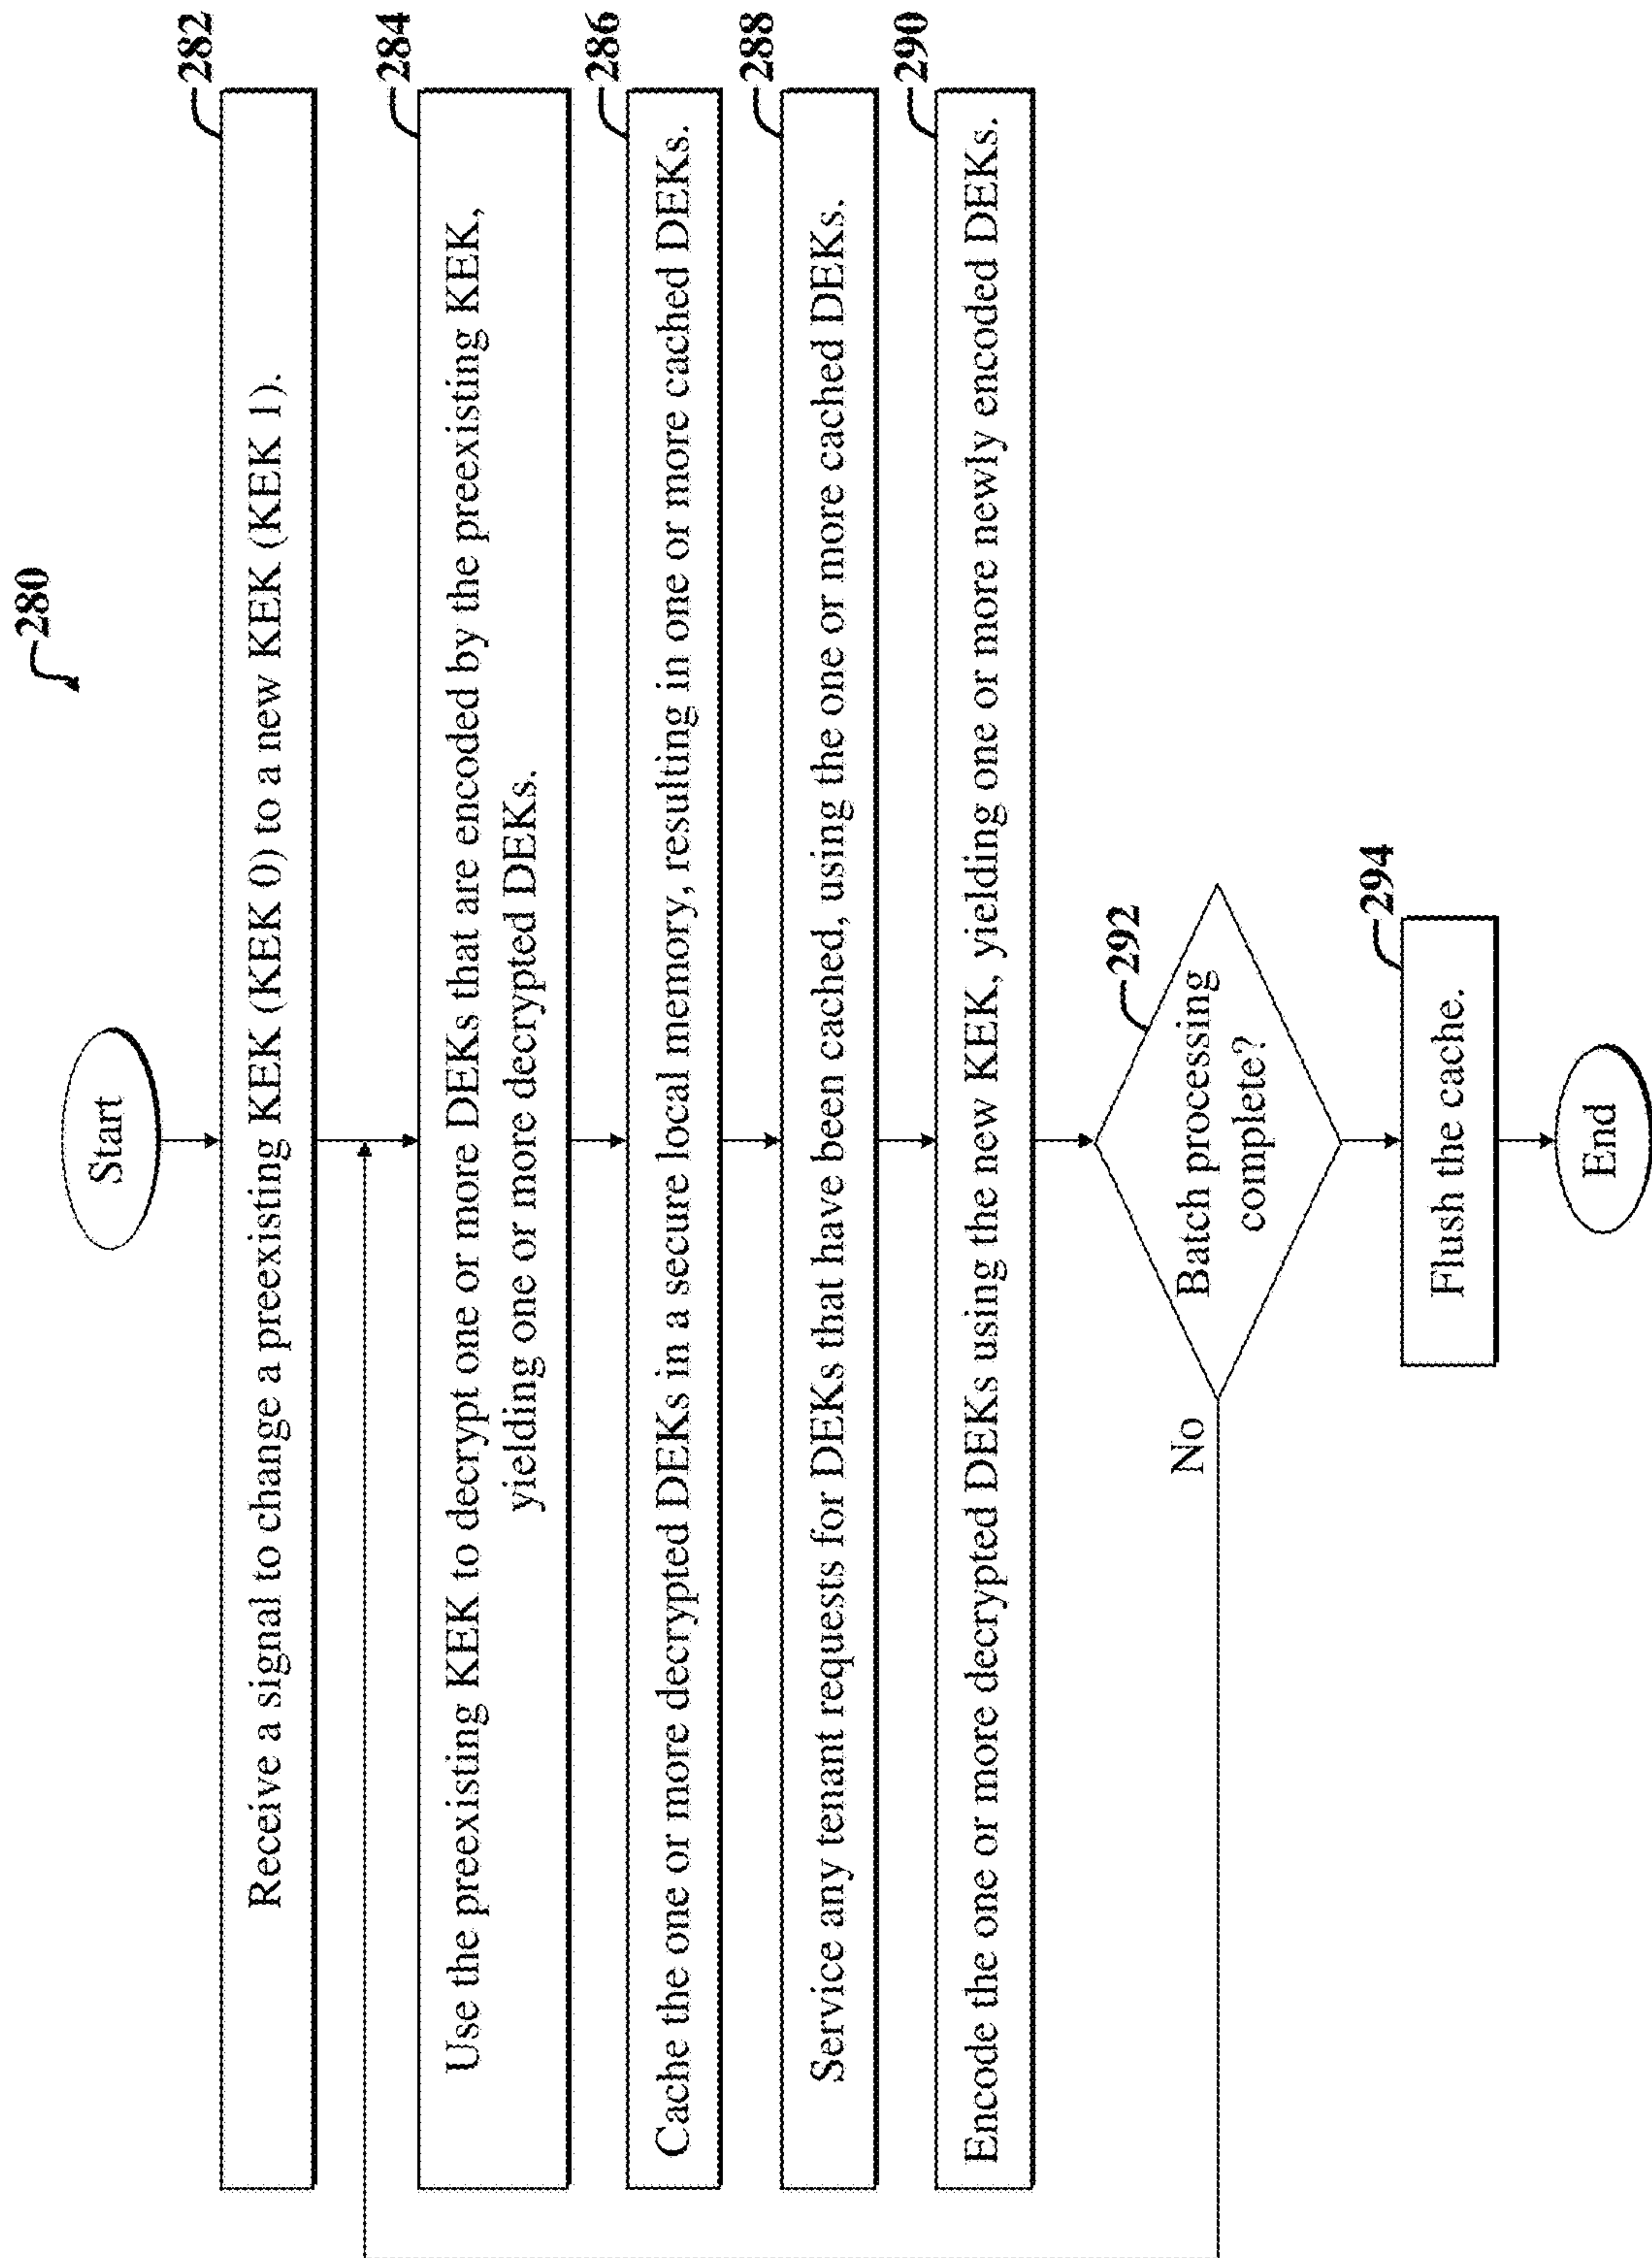 280
Start
282
Receive a signal to change a preexisting KEK (KEK 0) to a new KEK (KEK 1).
284
Use the preexisting KEK to decrypt one or more DEKs that are encoded by the preexisting KEK,
yielding one or more decrypted DEKs.
286
Cache the one or more decrypted DEKs in a secure local memory, resulting in one or more cached DEKs.
288
Service any tenant requests for DEKs that have been cached, using the one or more cached DEKs.
290
Encode the one or more decrypted DEKs using the new KEK, yielding one or more newly encoded DEKs.
292
Batch processing
complete?
No
294
Flush the cache.
End